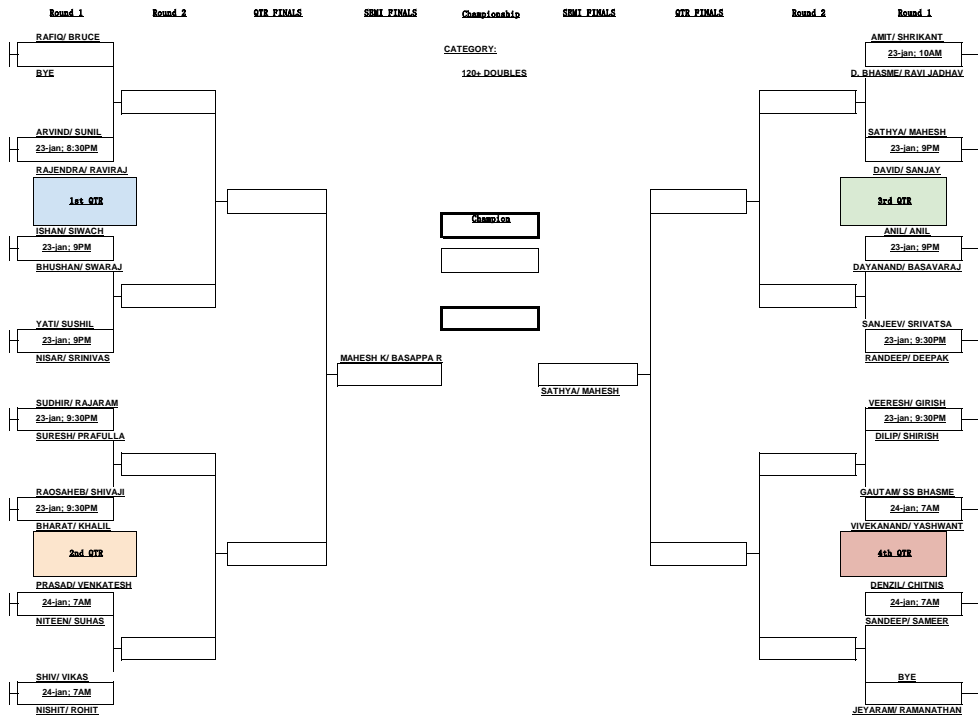 Round 1 Round 2 QTR FINALS SEMI FINALS Championship SEMI FINALS QTR FINALS Round 2 Round 1
RAFIQ/ BRUCE
BYE
ARVIND/ SUNIL
23-jan; 8:30PM
RAJENDRA/ RAVIRAJ
1st QTR
ISHAN/ SIWACH
23-jan; 9PM
BHUSHAN/ SWARAJ
YATI/ SUSHIL
23-jan; 9PM
NISAR/ SRINIVAS
SUDHIR/ RAJARAM
23-jan; 9:30PM
SURESH/ PRAFULLA
RAOSAHEB/ SHIVAJI
23-jan; 9:30PM
BHARAT/ KHALIL
2nd QTR
PRASAD/ VENKATESH
24-jan; 7AM
NITEEN/ SUHAS
SHIV/ VIKAS
24-jan; 7AM
NISHIT/ ROHIT
MAHESH K/ BASAPPA R
CATEGORY:
120+ DOUBLES
Champion
SATHYA/ MAHESH
AMIT/ SHRIKANT
23-jan; 10AM
D. BHASME/ RAVI JADHAV
SATHYA/ MAHESH
23-jan; 9PM
DAVID/ SANJAY
3rd QTR
ANIL/ ANIL
23-jan; 9PM
DAYANAND/ BASAVARAJ
SANJEEV/ SRIVATSA
23-jan; 9:30PM
RANDEEP/ DEEPAK
VEERESH/ GIRISH
23-jan; 9:30PM
DILIP/ SHIRISH
GAUTAM/ SS BHASME
24-jan; 7AM
VIVEKANAND/ YASHWANT
4th QTR
DENZIL/ CHITNIS
24-jan; 7AM
SANDEEP/ SAMEER
BYE
JEYARAM/ RAMANATHAN